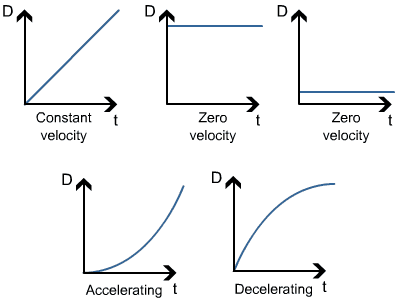 D
D
D
Constant
velocity
t
Zero
velocity
t
Zero
velocity
t
D
D
Accelerating
t
Decelerating
t